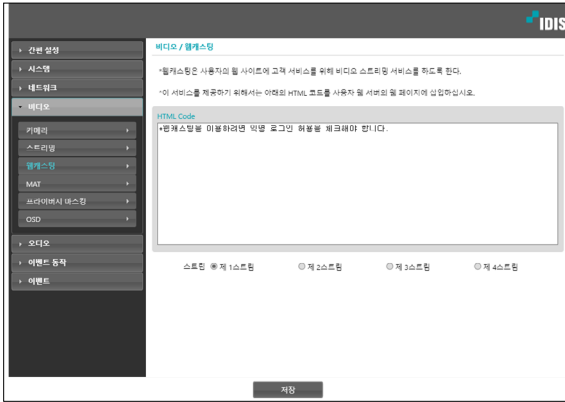 IDIS
간편 설정
시스템
네트워크
비디오
카메라
스트리밍
웹캐스팅
MAT
프라이버시 마스킹
OSD
오디오
이벤트 동작
이벤트
비디오 / 웹캐스팅
*웹캐스팅은 사용자의 웹 사이트에 고객 서비스를 위해 비디오 스트리밍 서비스를 하도록 한다.
*이 서비스를 제공하기 위해서는 아래의 HTML 코드를 사용자 웹 서버의 웹 페이지에 삽입하십시오.
HTML Code
*웹캐스팅을 이용하려면 익명 로그인 허용을 체크해야 합니다.
스트림 제 1스트림 제 2스트림 제 3스트림 제 4스트림
저장